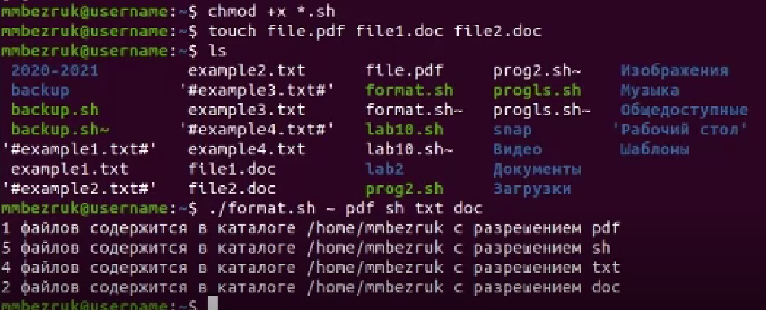 mmbezruk@username:~$ chmod +x *.sh
mmbezruk@username:~$ touch file.pdf file1.doc file2.doc
mmbezruk@username:~$ ls
2020-2021 example2.txt file.pdf prog2.sh~ Изображения
backup '#example3.txt#' format.sh progls.sh Музыка
backup.sh example3.txt format.sh~ progls.sh~ Общедоступные
backup.sh~ '#example4.txt#' lab10.sh snap 'Рабочий стол'
'#example1.txt#' example4.txt lab10.sh~ Видео Шаблоны
example1.txt file1.doc lab2 Документы
'#example2.txt#' file2.doc prog2.sh Загрузки
mmbezruk@username:~$ ./format.sh ~ pdf sh txt doc
1 файлов содержится в каталоге /home/mmbezruk с разрешением pdf
5 файлов содержится в каталоге /home/mmbezruk с разрешением sh
4 файлов содержится в каталоге /home/mmbezruk с разрешением txt
2 файлов содержится в каталоге /home/mmbezruk с разрешением doc
mmbezruk@username:~$